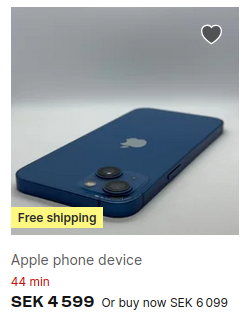 Free shipping
Apple phone device
44 min
SEK 4 599 Or buy now SEK 6 099